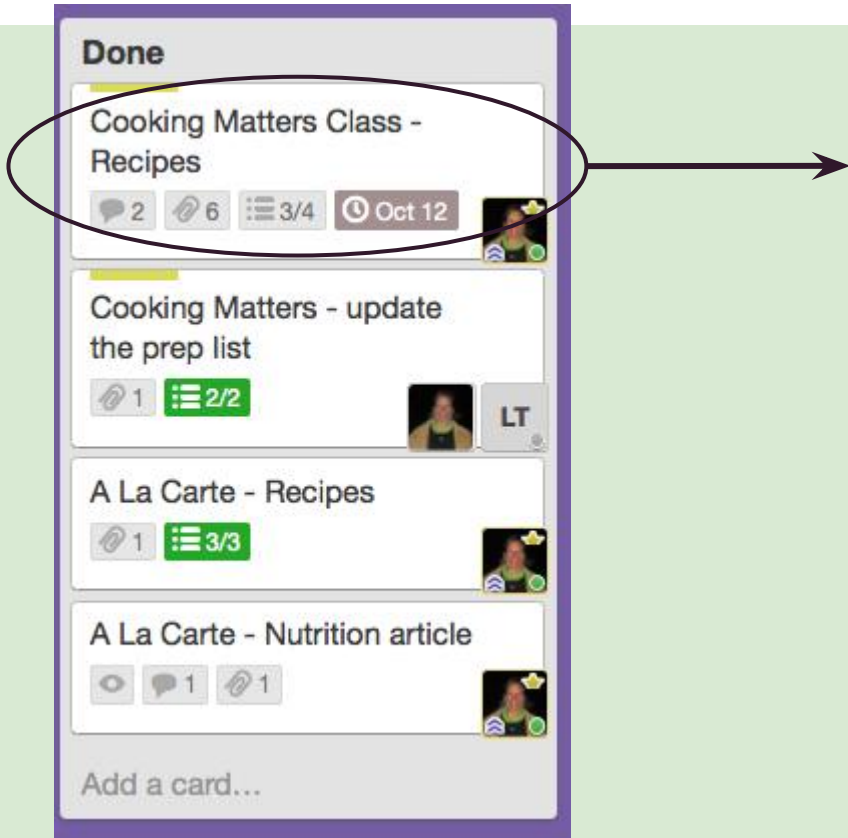 Done
Cooking Matters Class -
Recipes
2 6 3/4 Oct 12
Cooking Matters - update
the prep list
1 2/2
LT
A La Carte - Recipes
1 3/3
A La Carte - Nutrition article
1 1
Add a card...